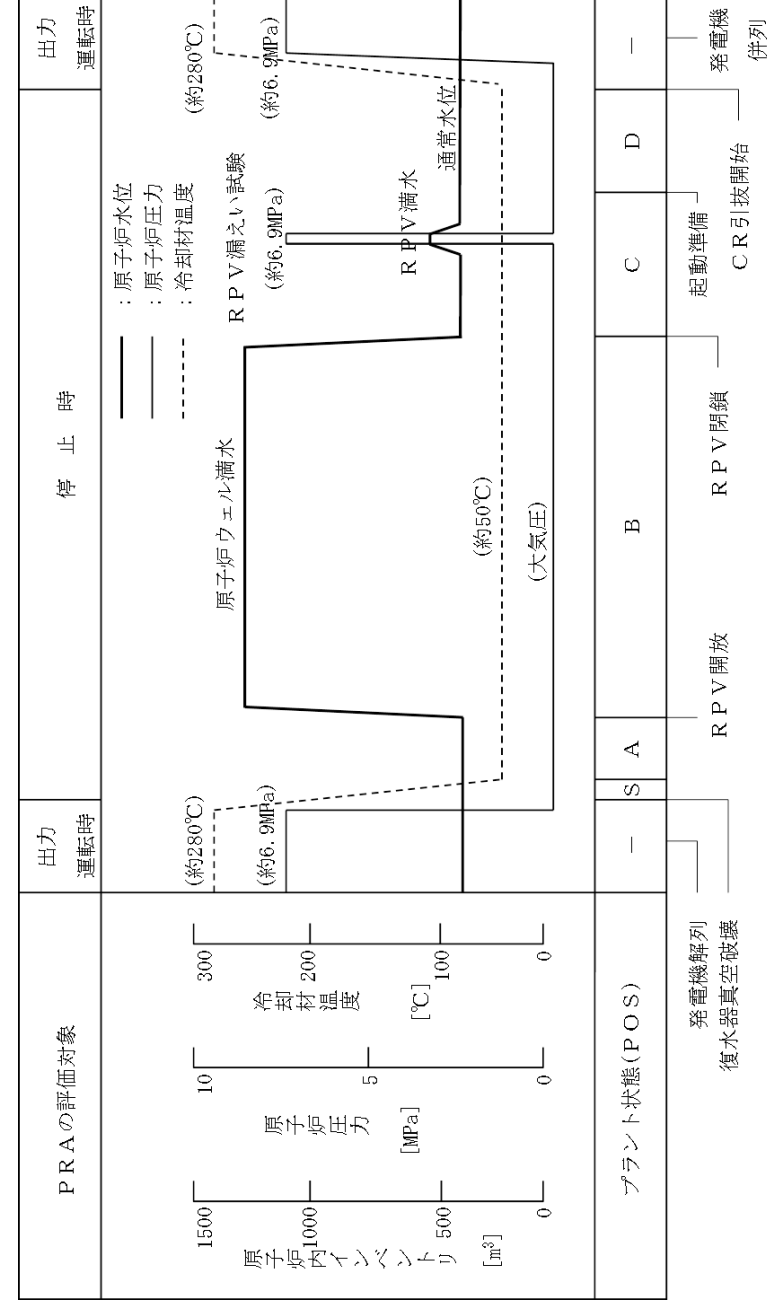 PRAの評価対象
出力
運転時
停止時
出力
運転時
1500
1000
500
0
原子炉内インベントリ
[m³]
10
5
0
原子炉圧力
[MPa]
300
200
100
0
冷却材温度
[℃]
：原子炉水位
：原子炉圧力
：冷却材温度
(約280℃)
(約6.9MPa)
原子炉ウェル満水
(約50℃)
(大気圧)
RPV漏えい試験
(約6.9MPa)
RPV満水
通常水位
(約280℃)
(約6.9MPa)
プラント状態(POS)
－
S
A
B
C
D
－
発電機解列
復水器真空破壊
RPV開放
RPV閉鎖
起動準備
CR引抜開始
発電機
併列